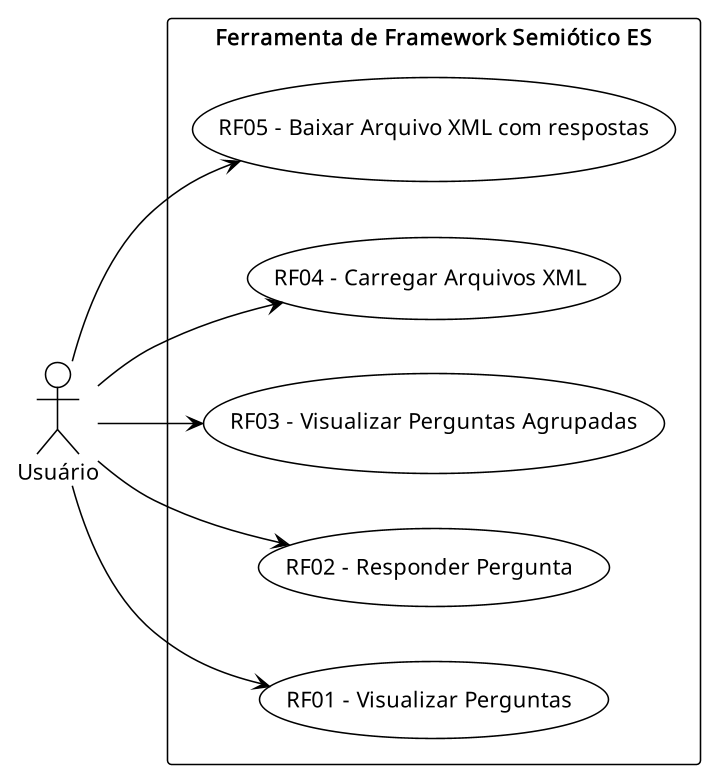 Ferramenta de Framework Semiótico ES
RF05 - Baixar Arquivo XML com respostas
RF04 - Carregar Arquivos XML
RF03 - Visualizar Perguntas Agrupadas
Usuário
RF02 - Responder Pergunta
RF01 - Visualizar Perguntas